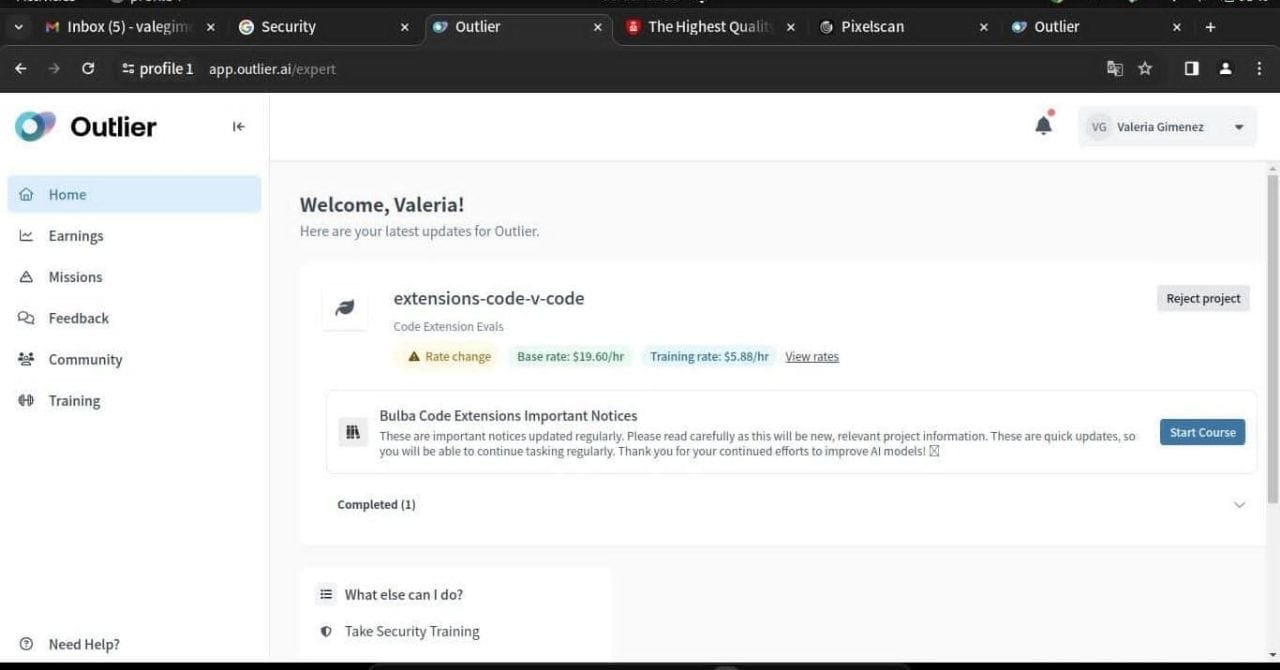 Inbox (5) - valegim
Security
Outlier
The Highest Qualit
Pixelscan
Outlier
profile 1
app.outlier.ai/expert
Outlier
VG
Valeria Gimenez
Home
Earnings
Missions
Feedback
Community
Training
Need Help?
Welcome, Valeria!
Here are your latest updates for Outlier.
extensions-code-v-code
Reject project
Code Extension Evals
Rate change
Base rate: $19.60/hr
Training rate: $5.88/hr
View rates
Bulba Code Extensions Important Notices
These are important notices updated regularly. Please read carefully as this will be new, relevant project information. These are quick updates, so
you will be able to continue tasking regularly. Thank you for your continued efforts to improve AI models!
Start Course
Completed (1)
What else can I do?
Take Security Training